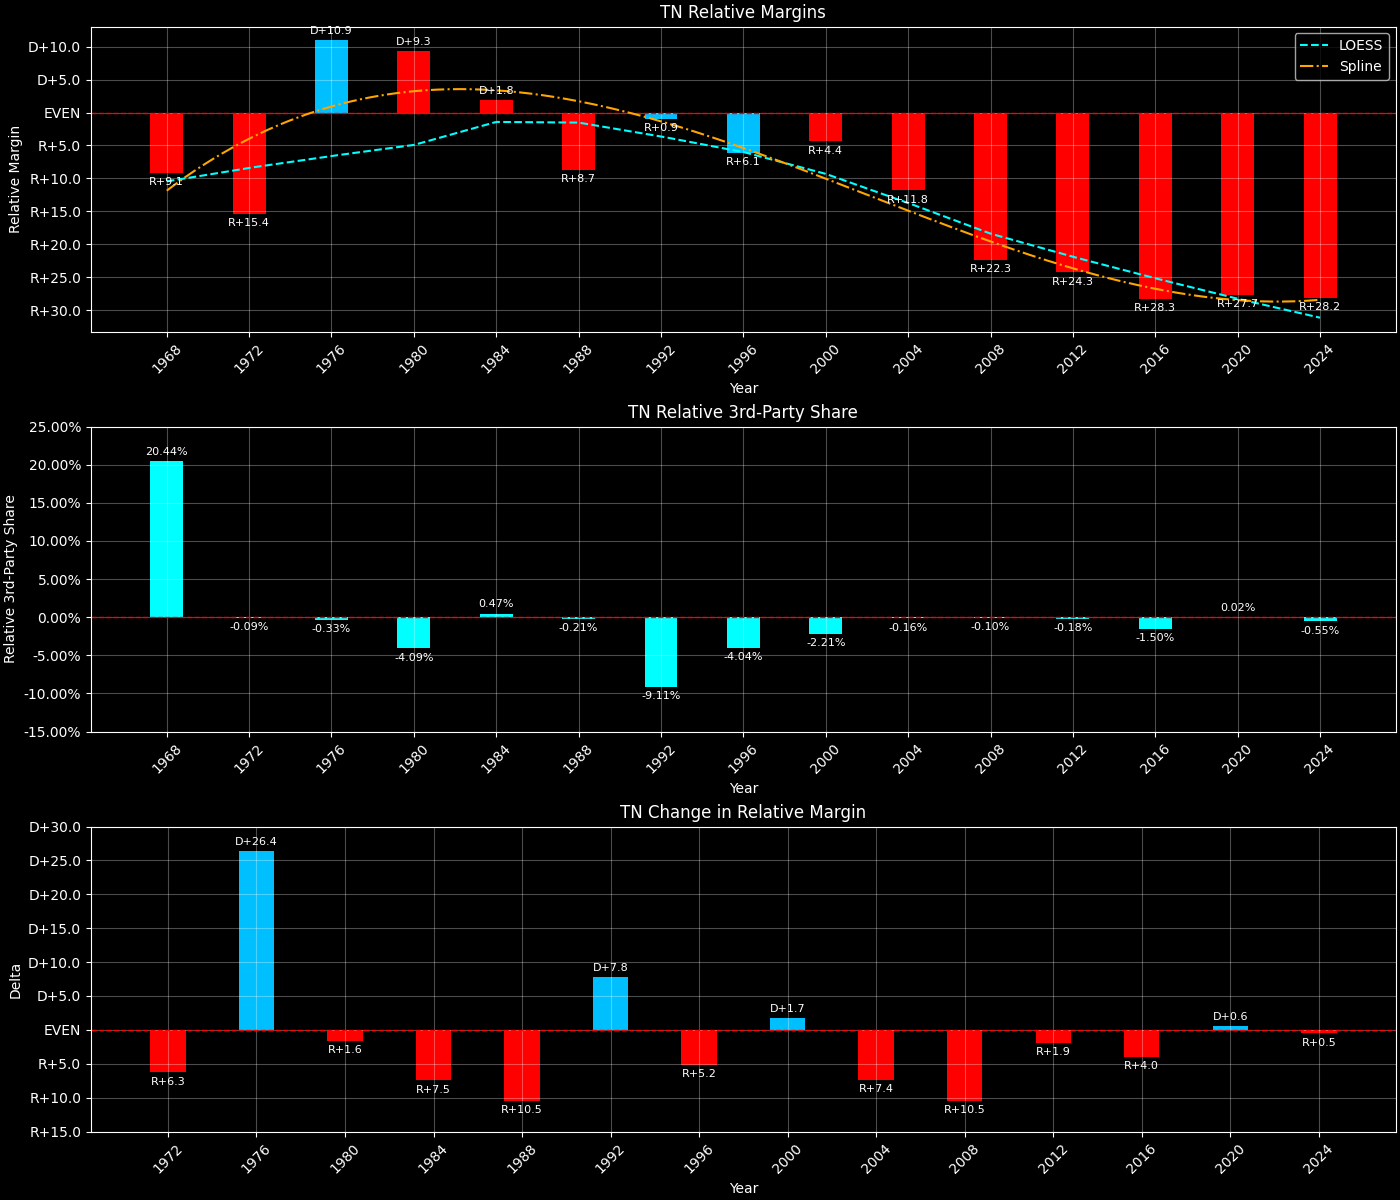 TN Relative Margins
Relative Margin
D+10.0
D+5.0
EVEN
R+5.0
R+10.0
R+15.0
R+20.0
R+25.0
R+30.0
LOESS
Spline
R+9.1
R+15.4
D+10.9
D+9.3
D+1.8
R+8.7
R+0.9
R+6.1
R+4.4
R+11.8
R+22.3
R+24.3
R+28.3
R+27.7
R+28.2
1968
1972
1976
1980
1984
1988
1992
1996
2000
2004
2008
2012
2016
2020
2024
Year
TN Relative 3rd-Party Share
Relative 3rd-Party Share
25.00%
20.00%
15.00%
10.00%
5.00%
0.00%
-5.00%
-10.00%
-15.00%
20.44%
-0.09%
-0.33%
-4.09%
0.47%
-0.21%
-9.11%
-4.04%
-2.21%
-0.16%
-0.10%
-0.18%
-1.50%
0.02%
-0.55%
1968
1972
1976
1980
1984
1988
1992
1996
2000
2004
2008
2012
2016
2020
2024
Year
TN Change in Relative Margin
Delta
D+30.0
D+25.0
D+20.0
D+15.0
D+10.0
D+5.0
EVEN
R+5.0
R+10.0
R+15.0
R+6.3
D+26.4
R+1.6
R+7.5
R+10.5
D+7.8
R+5.2
D+1.7
R+7.4
R+10.5
R+1.9
R+4.0
D+0.6
R+0.5
1972
1976
1980
1984
1988
1992
1996
2000
2004
2008
2012
2016
2020
2024
Year